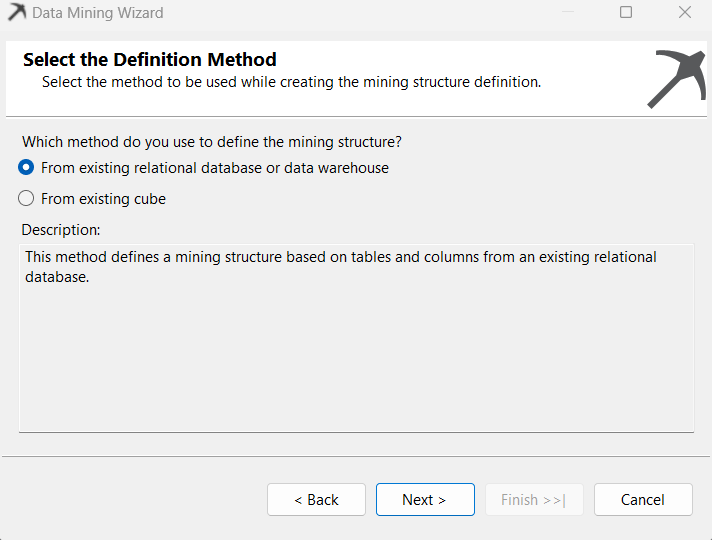 Data Mining Wizard
Select the Definition Method
Select the method to be used while creating the mining structure definition.
Which method do you use to define the mining structure?
From existing relational database or data warehouse
From existing cube
Description:
This method defines a mining structure based on tables and columns from an existing relational
database.
< Back
Next >
Finish >>|
Cancel